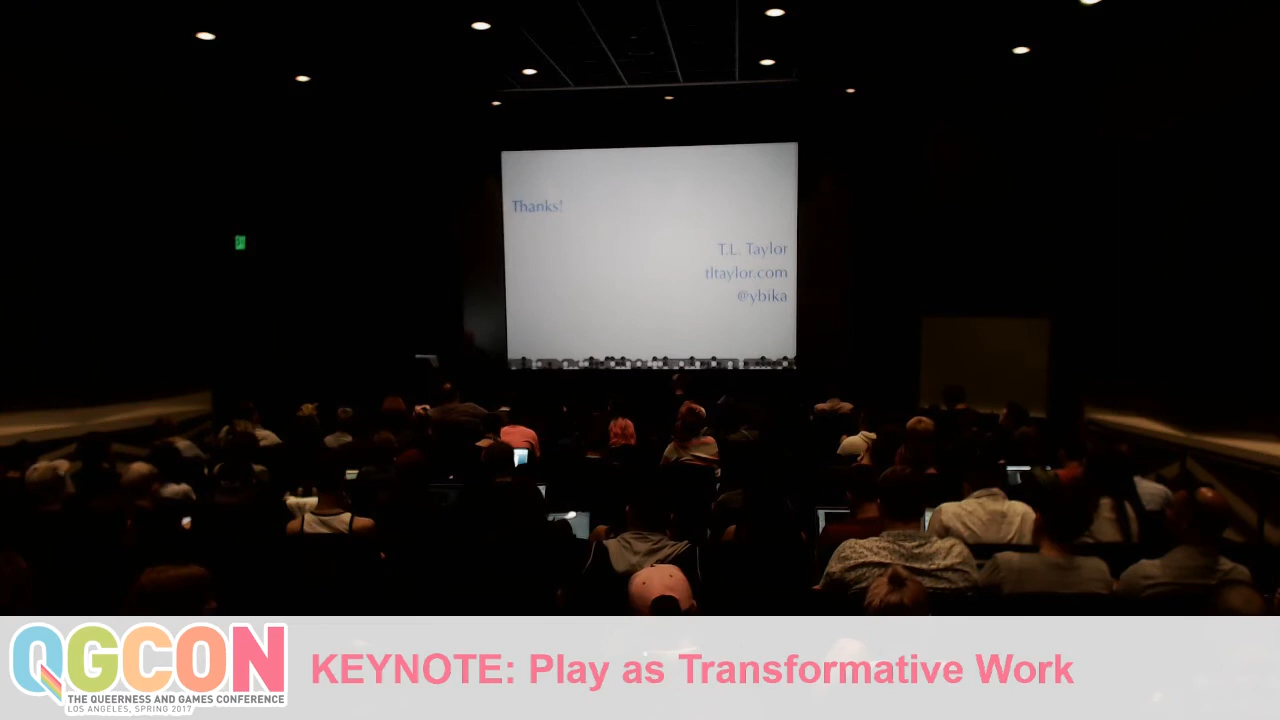 Thanks!
T.L. Taylor
tltaylor.com
@ybika
QGCON
THE QUEERNESS AND GAMES CONFERENCE
LOS ANGELES, SPRING 2017
KEYNOTE: Play as Transformative Work